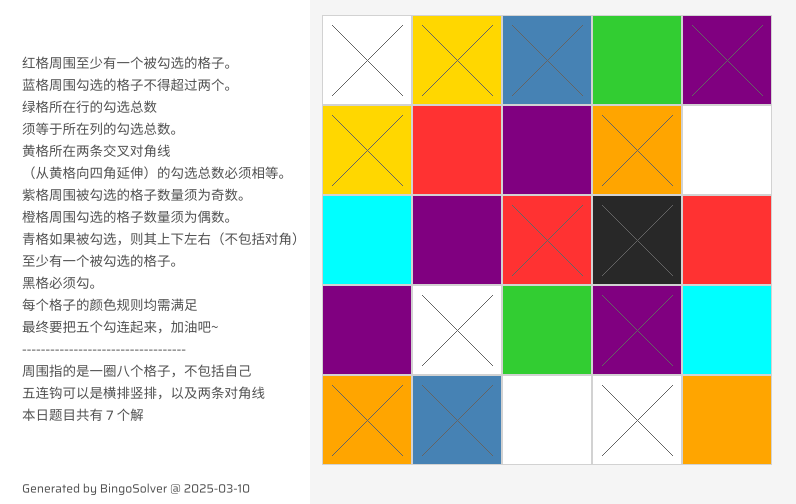 红格周围至少有一个被勾选的格子。
蓝格周围勾选的格子不得超过两个。
绿格所在行的勾选总数
须等于所在列的勾选总数。
黄格所在两条交叉对角线
（从黄格向四角延伸）的勾选总数必须相等。
紫格周围被勾选的格子数量须为奇数。
橙格周围勾选的格子数量须为偶数。
青格如果被勾选，则其上下左右（不包括对角）
至少有一个被勾选的格子。
黑格必须勾。
每个格子的颜色规则均需满足
最终要把五个勾连起来，加油吧~
-----------------------------------
周围指的是一圈八个格子，不包括自己
五连钩可以是横排竖排，以及两条对角线
本日题目共有 7 个解
Generated by BingoSolver @ 2025-03-10